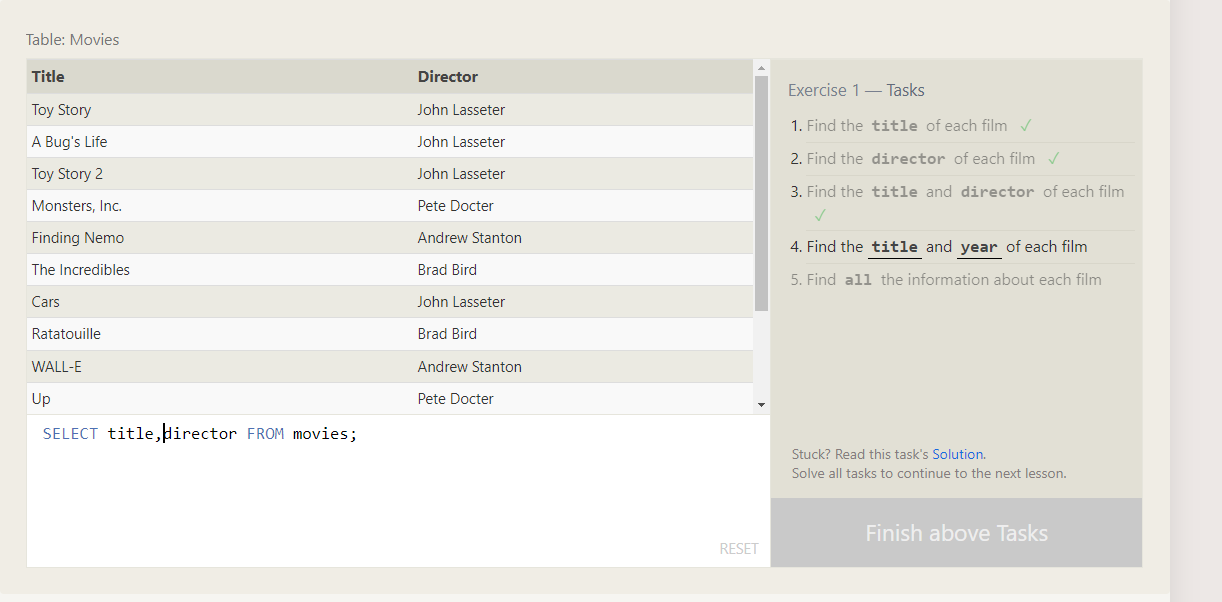 Table: Movies
Title Director
Toy Story John Lasseter
A Bug's Life John Lasseter
Toy Story 2 John Lasseter
Monsters, Inc. Pete Docter
Finding Nemo Andrew Stanton
The Incredibles Brad Bird
Cars John Lasseter
Ratatouille Brad Bird
WALL-E Andrew Stanton
Up Pete Docter
SELECT title,director FROM movies;
RESET
Exercise 1 — Tasks
1. Find the title of each film ✓
2. Find the director of each film ✓
3. Find the title and director of each film
✓
4. Find the title and year of each film
5. Find all the information about each film
Stuck? Read this task's Solution.
Solve all tasks to continue to the next lesson.
Finish above Tasks